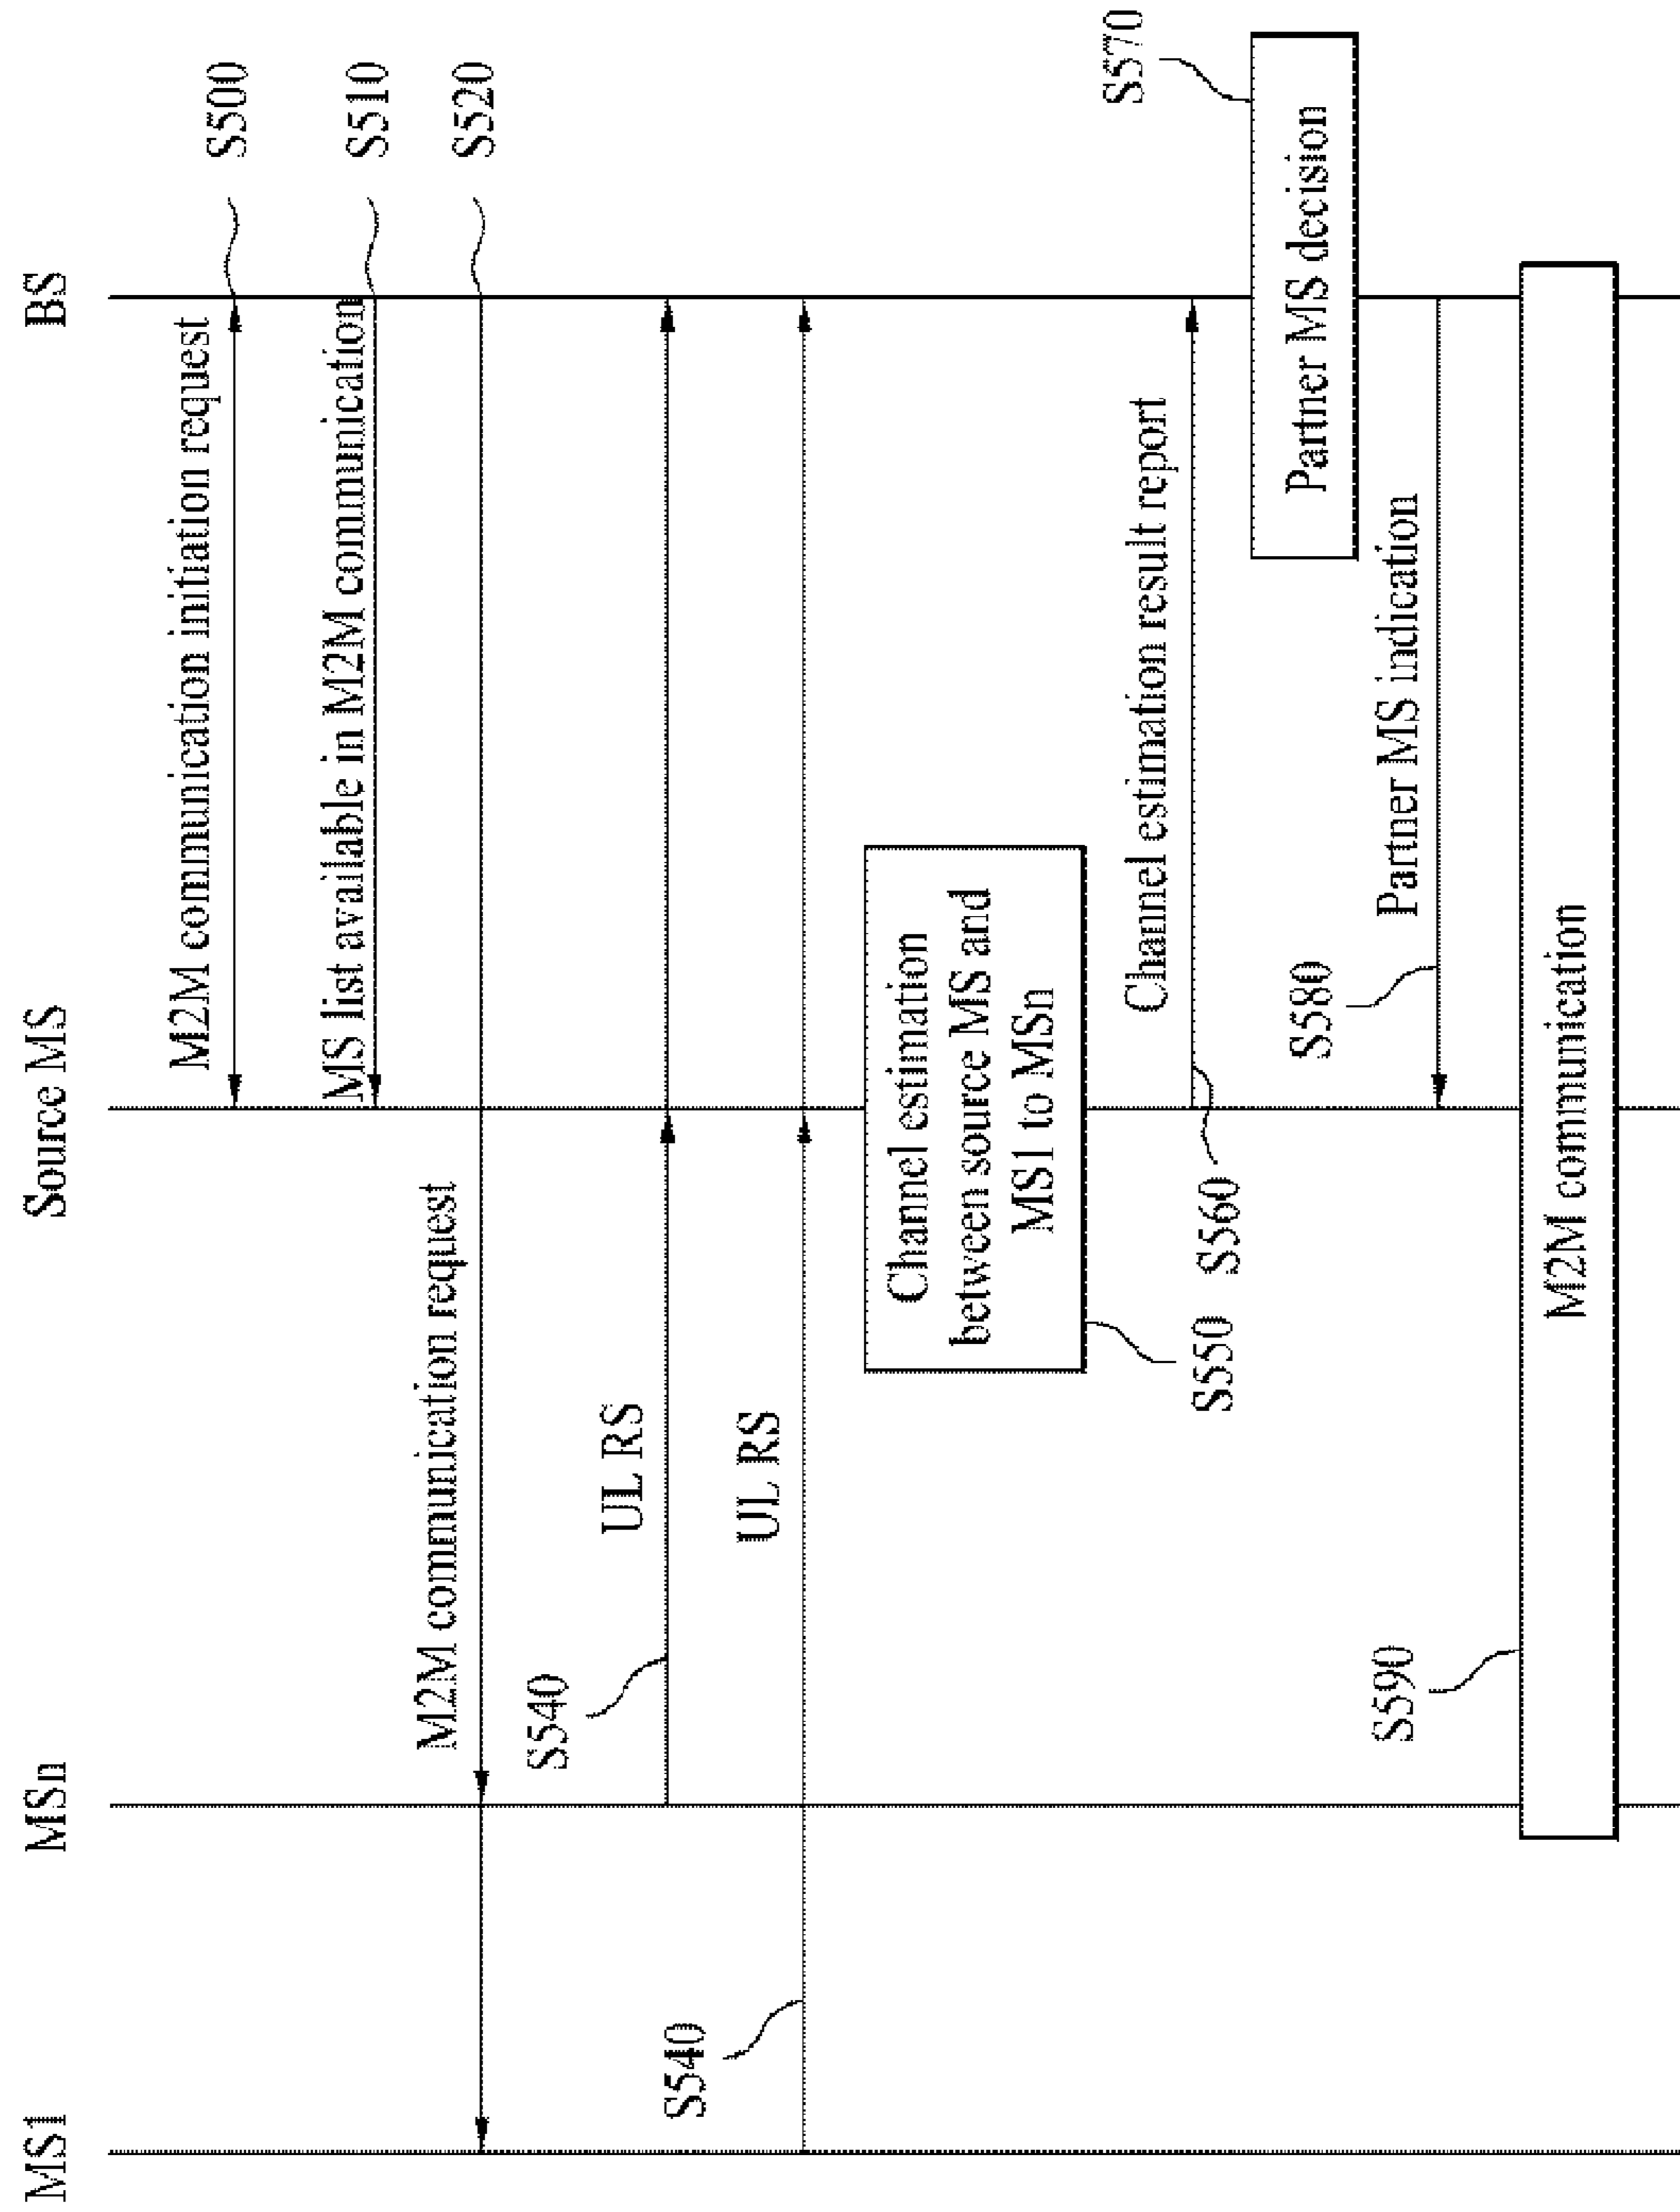 MS1
MSn
Source MS
BS
M2M communication initiation request
S500
MS list available in M2M communication
S510
M2M communication request
S520
S540
UL RS
S540
UL RS
Channel estimation
between source MS and
MS1 to MSn
S550
S560
Channel estimation result report
S570
Partner MS decision
S580
Partner MS indication
S590
M2M communication